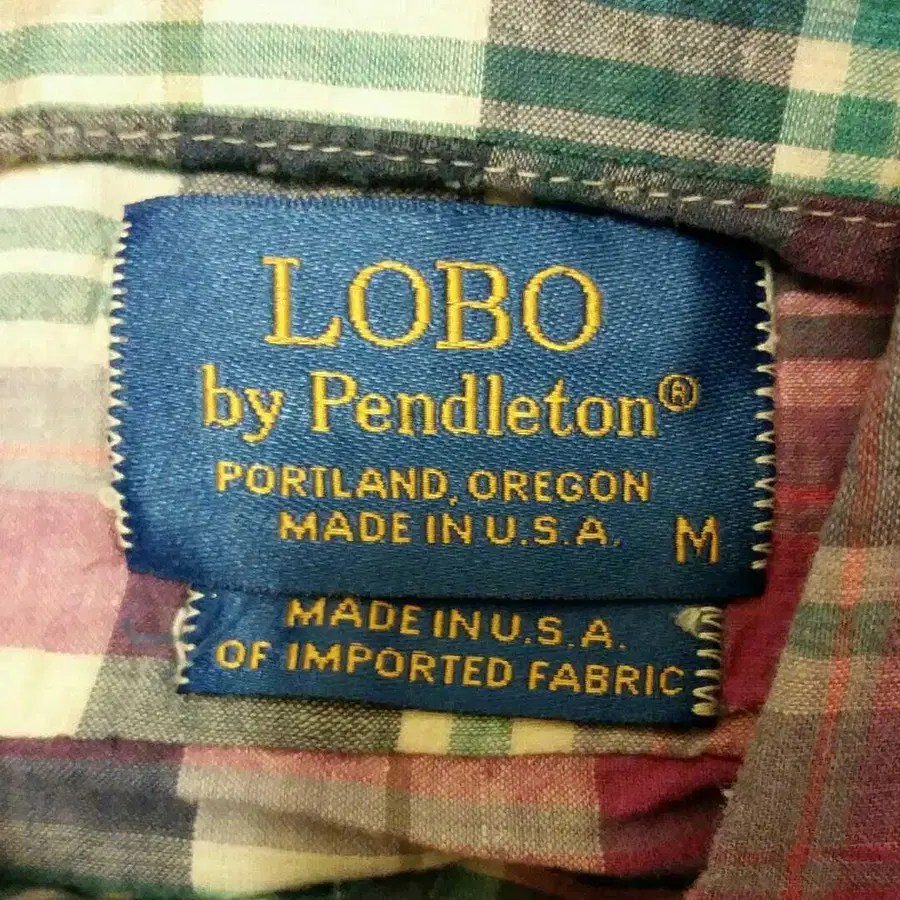 LOBO
by Pendleton®
PORTLAND, OREGON
MADE IN U.S.A.
M
MADE IN U.S.A.
OF IMPORTED FABRIC